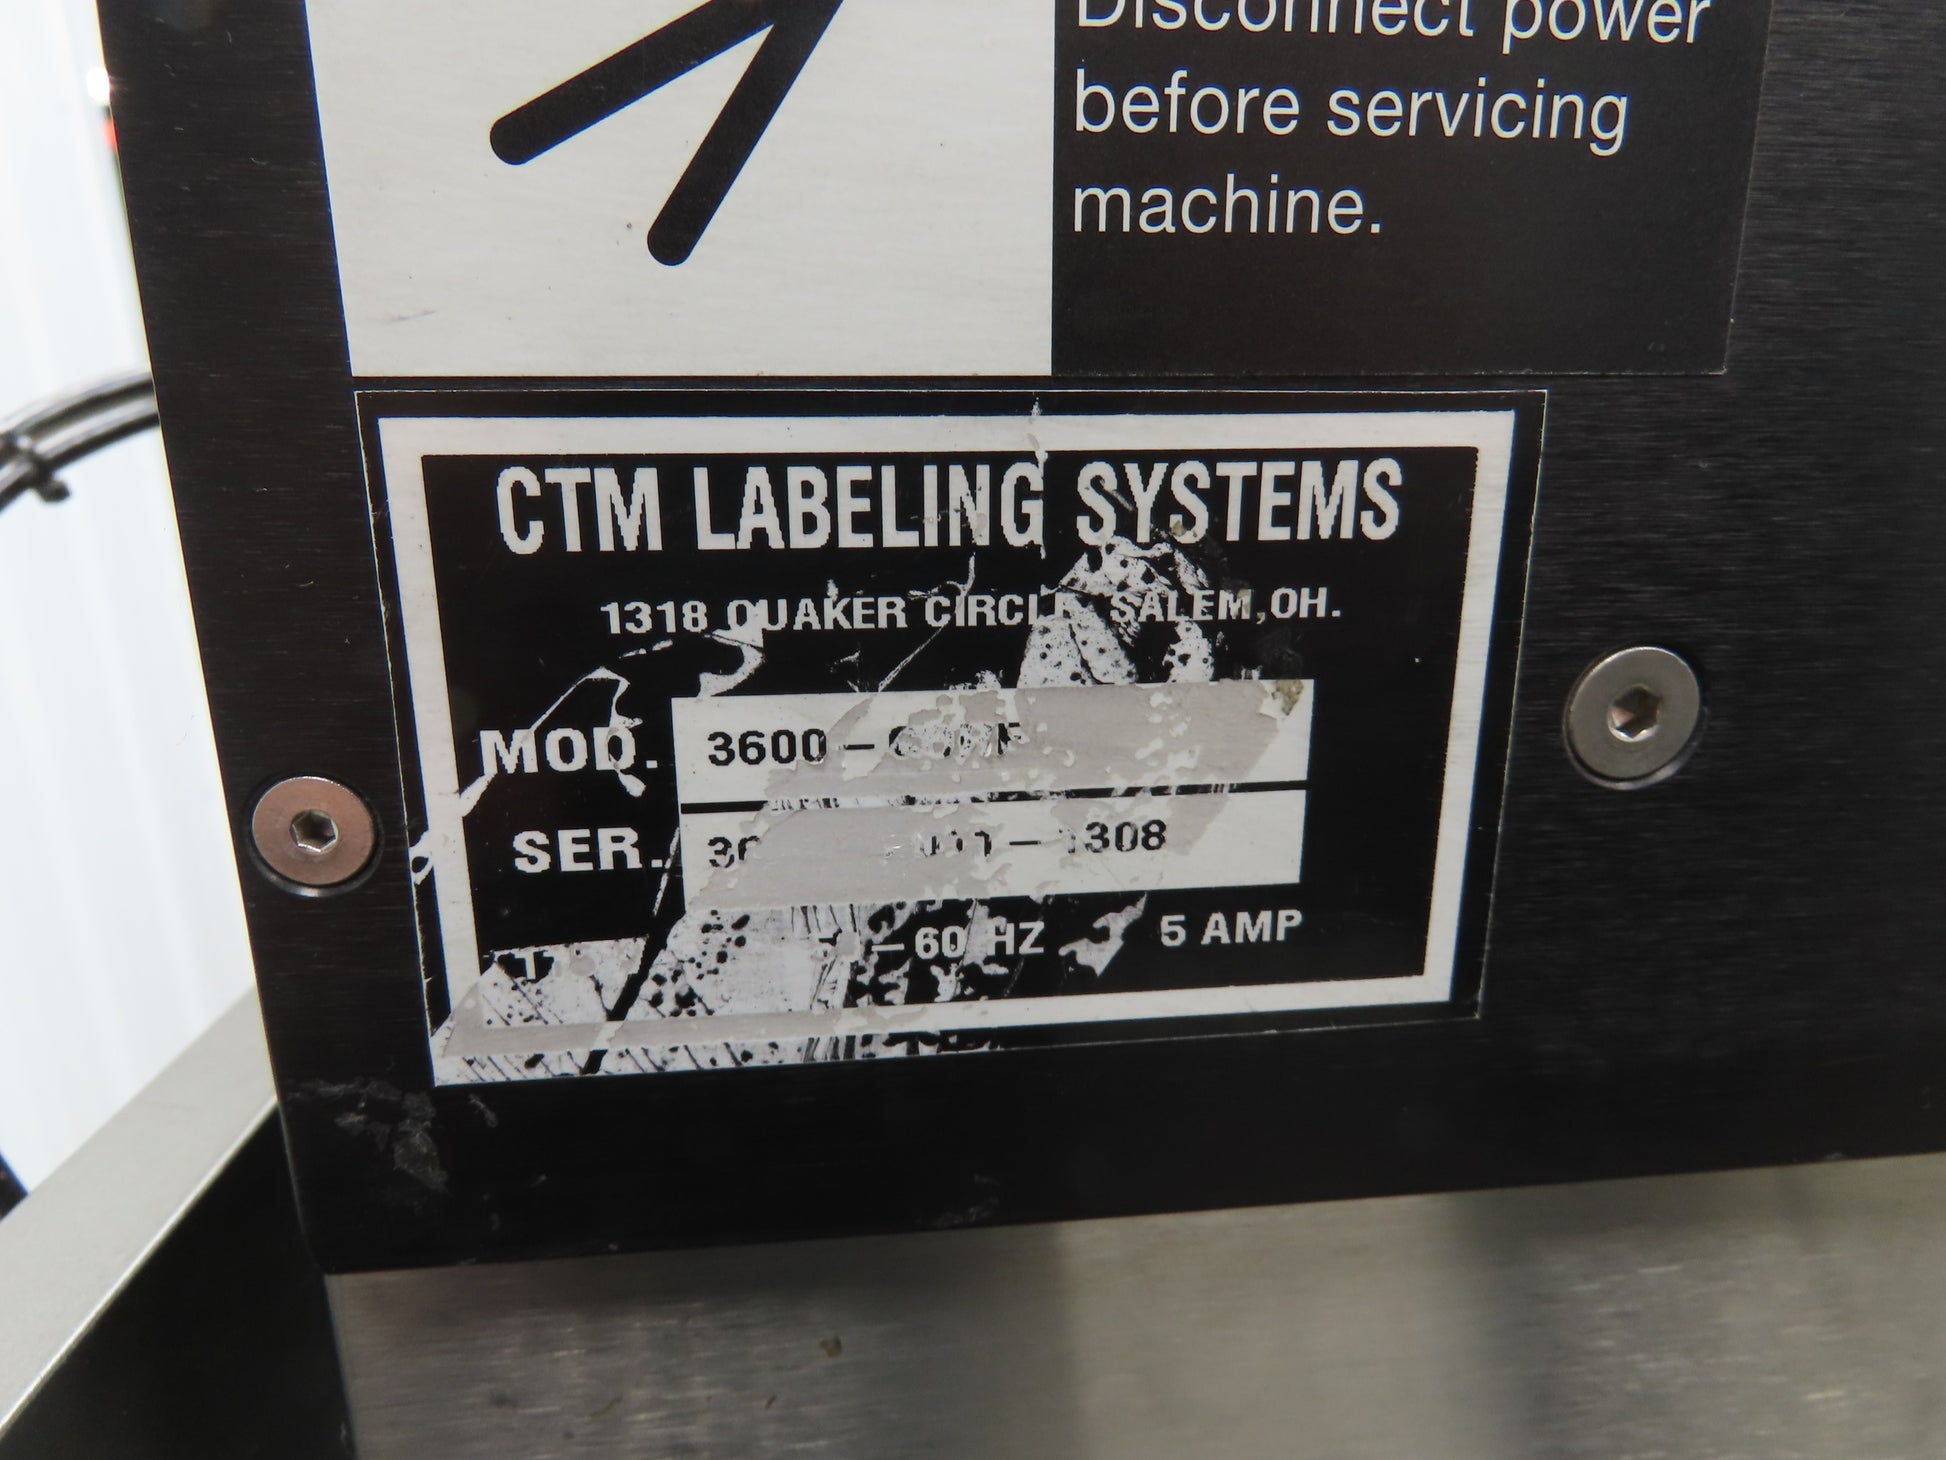 Disconnect power
before servicing
machine.
CTM LABELING SYSTEMS
1318 QUAKER CIRCLE SALEM, OH.
MOD. 3600-
SER.
-60 HZ 5 AMP